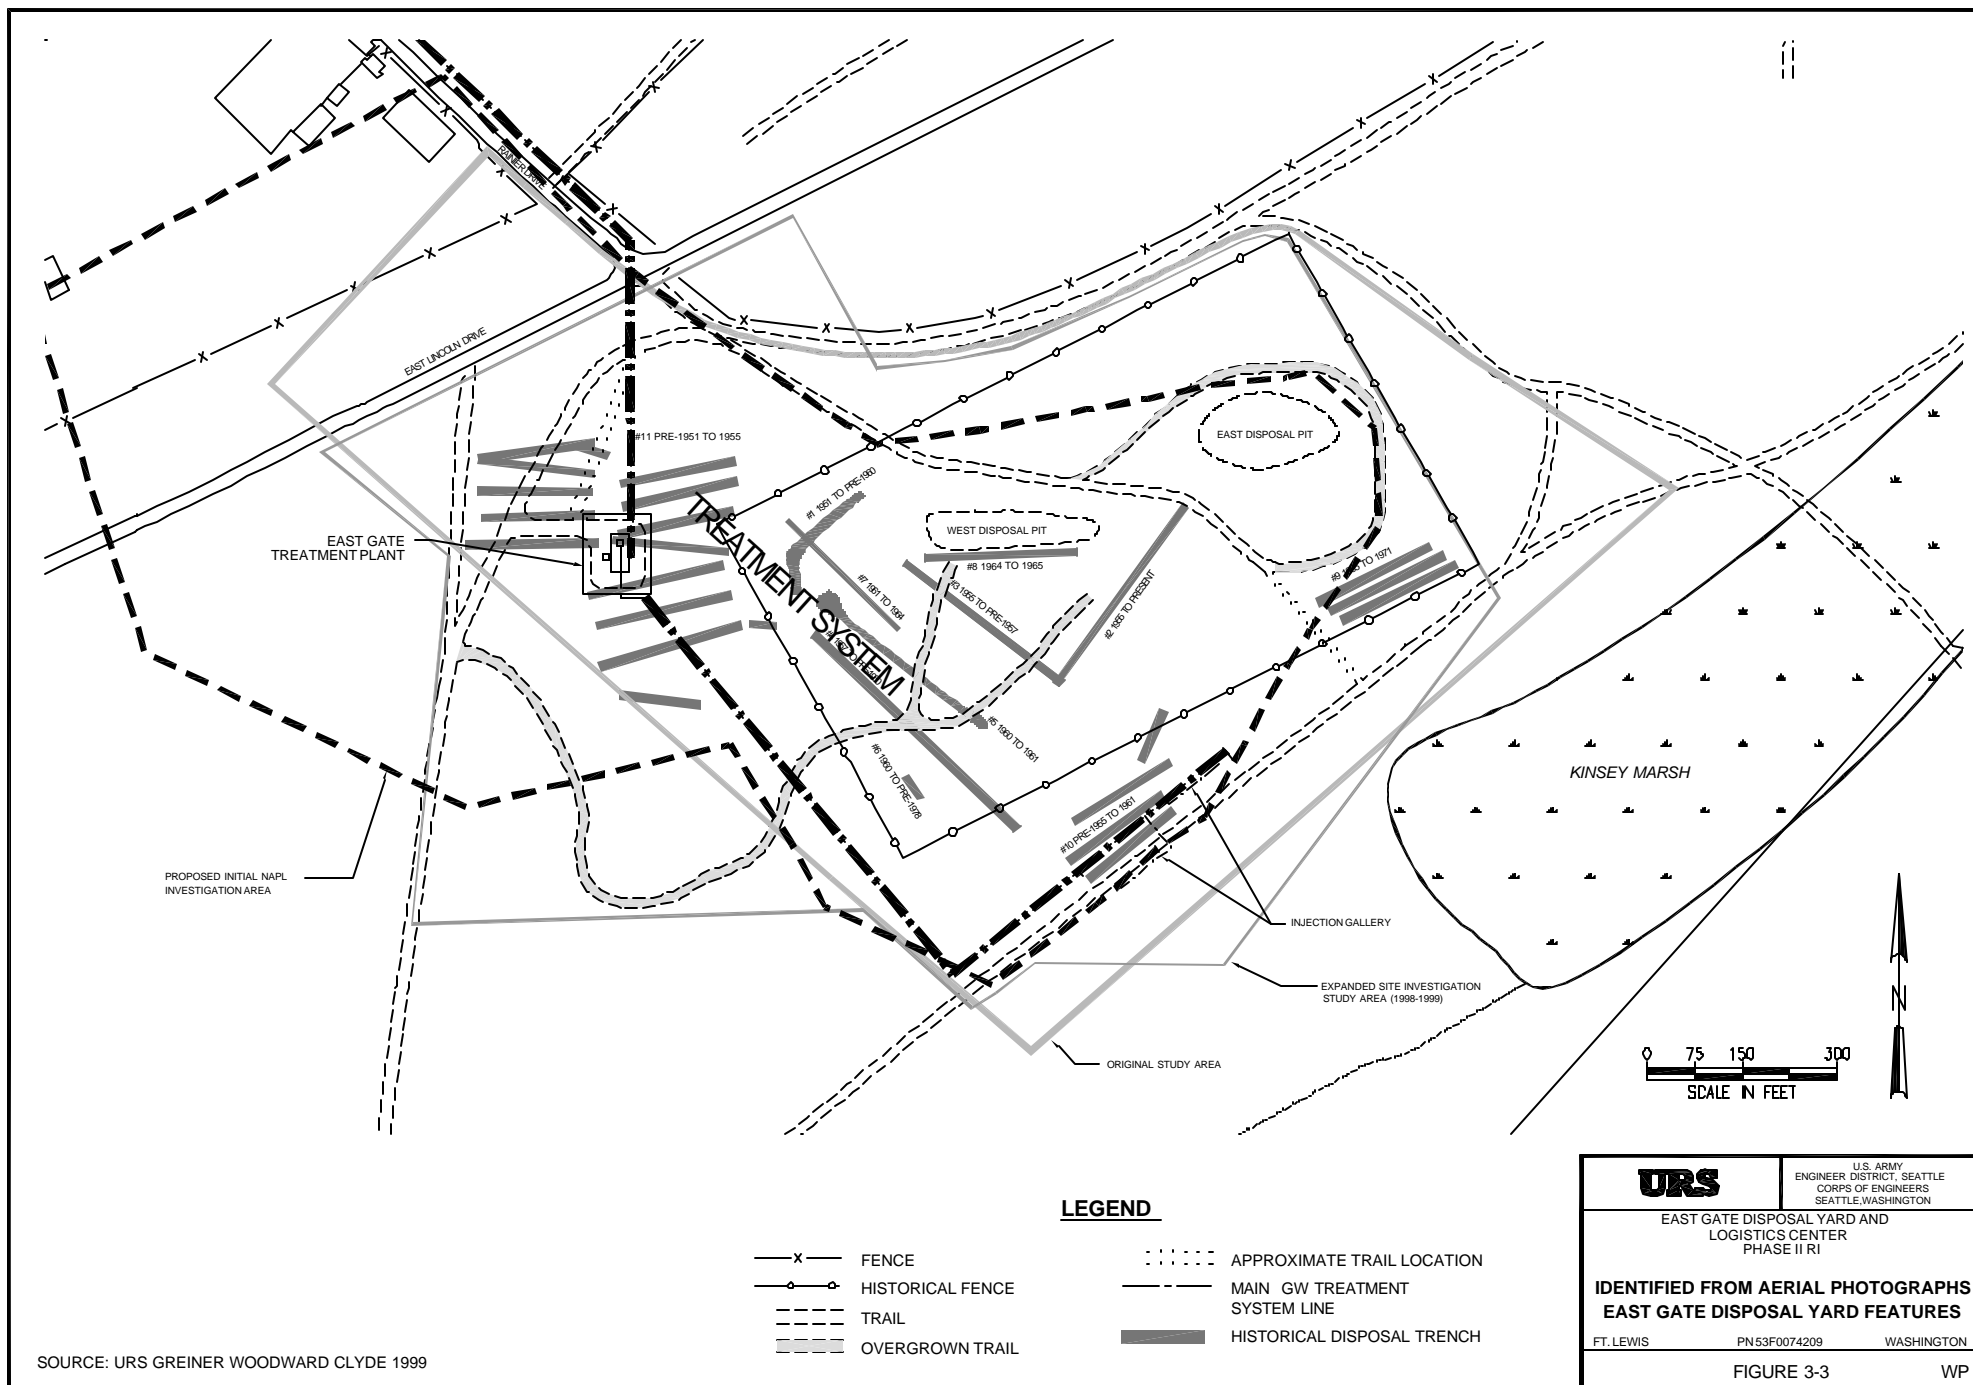 RAINER DRIVE
EAST LINCOLN DRIVE
#11 PRE-1951 TO 1955
EAST DISPOSAL PIT
#1 1951 TO PRE-1960
TREATMENT SYSTEM
WEST DISPOSAL PIT
EAST GATE
TREATMENT PLANT
#8 1964 TO 1965
#7 1961 TO 1964
#3 1955 TO PRE-1957
#2 1956 TO PRESENT
TO 1971
#5 1960 TO 1961
#6 1960 TO PRE-1978
#10 PRE-1955 TO 1961
KINSEY MARSH
PROPOSED INITIAL NAPL
INVESTIGATION AREA
INJECTION GALLERY
EXPANDED SITE INVESTIGATION
STUDY AREA (1998-1999)
ORIGINAL STUDY AREA
N
0 75 150 300
SCALE IN FEET
LEGEND
X FENCE
HISTORICAL FENCE
TRAIL
OVERGROWN TRAIL
APPROXIMATE TRAIL LOCATION
MAIN GW TREATMENT
SYSTEM LINE
HISTORICAL DISPOSAL TRENCH
SOURCE: URS GREINER WOODWARD CLYDE 1999
URS
U.S. ARMY
ENGINEER DISTRICT, SEATTLE
CORPS OF ENGINEERS
SEATTLE,WASHINGTON
EAST GATE DISPOSAL YARD AND
LOGISTICS CENTER
PHASE II RI
IDENTIFIED FROM AERIAL PHOTOGRAPHS
EAST GATE DISPOSAL YARD FEATURES
FT. LEWIS PN 53F0074209 WASHINGTON
FIGURE 3-3 WP